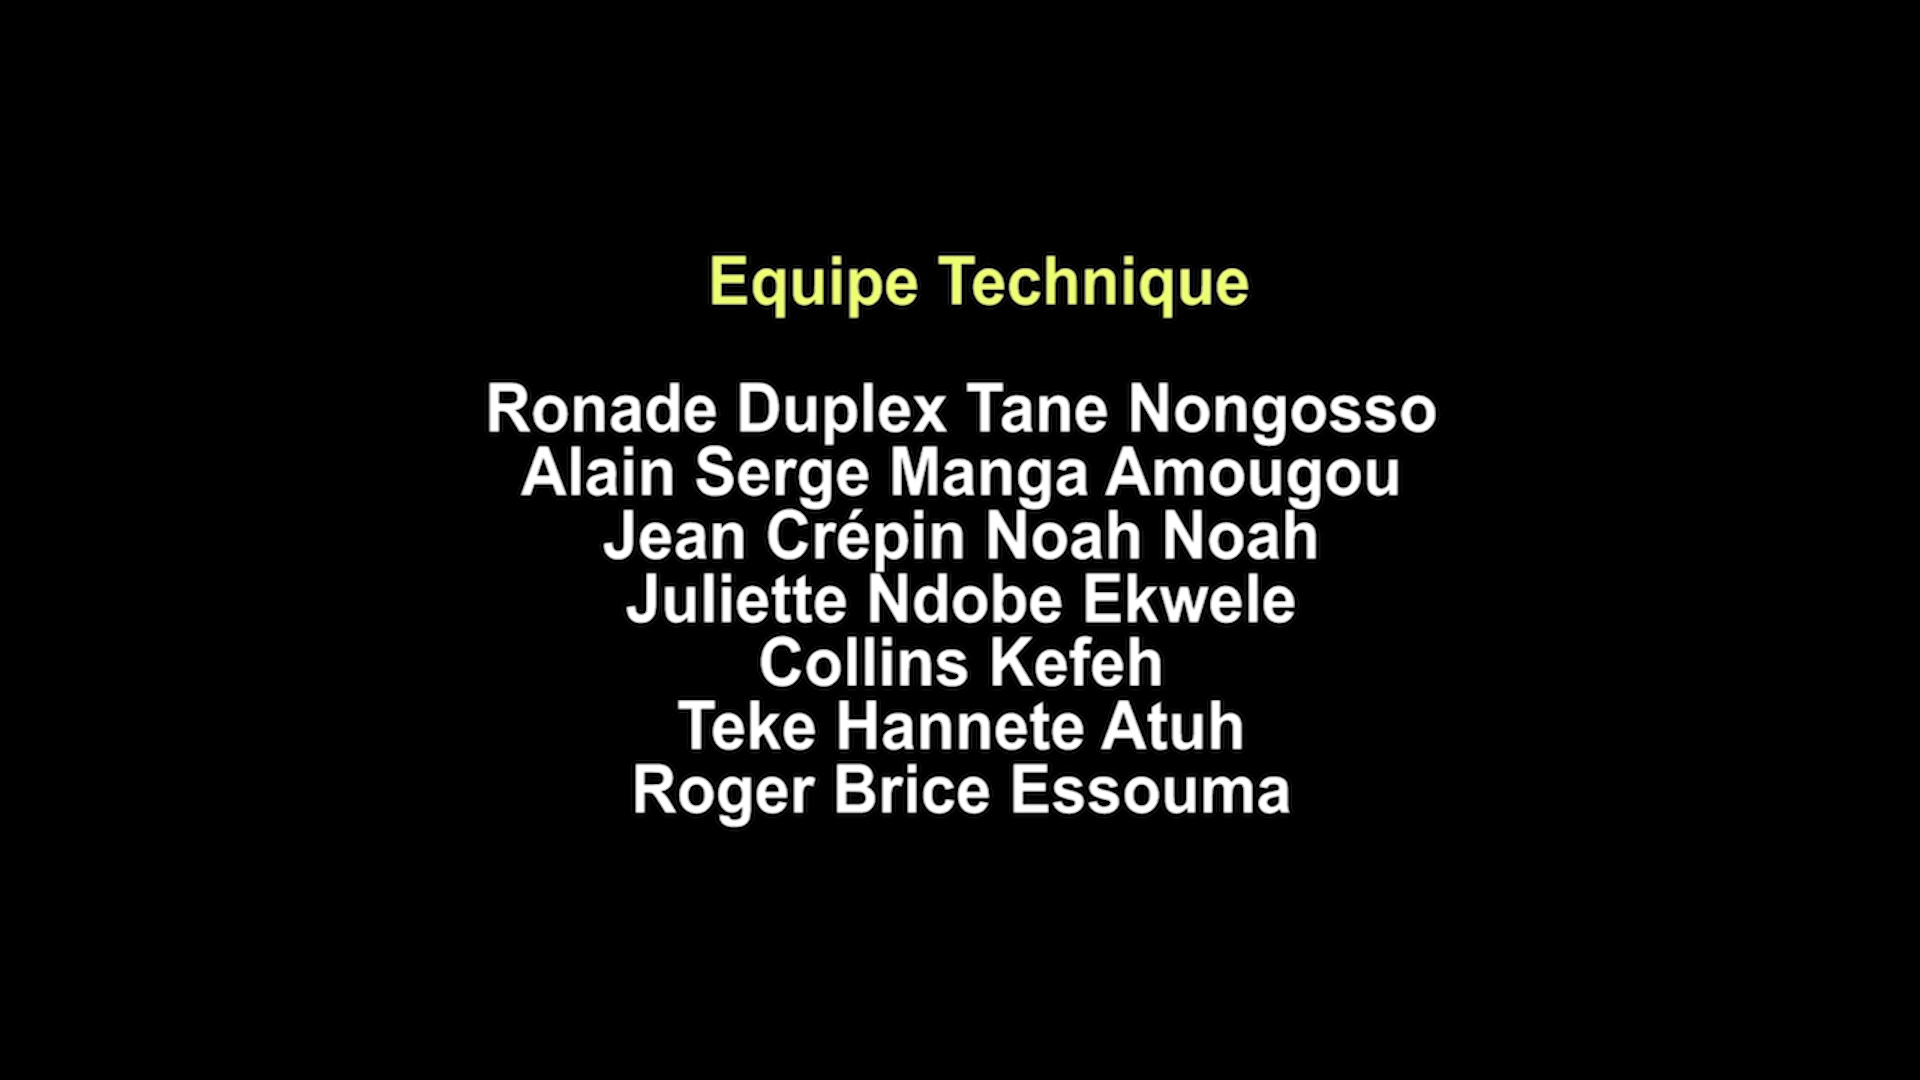 Equipe Technique
Ronade Duplex Tane Nongosso
Alain Serge Manga Amougou
Jean Crépin Noah Noah
Juliette Ndobe Ekwele
Collins Kefeh
Teke Hannete Atuh
Roger Brice Essouma